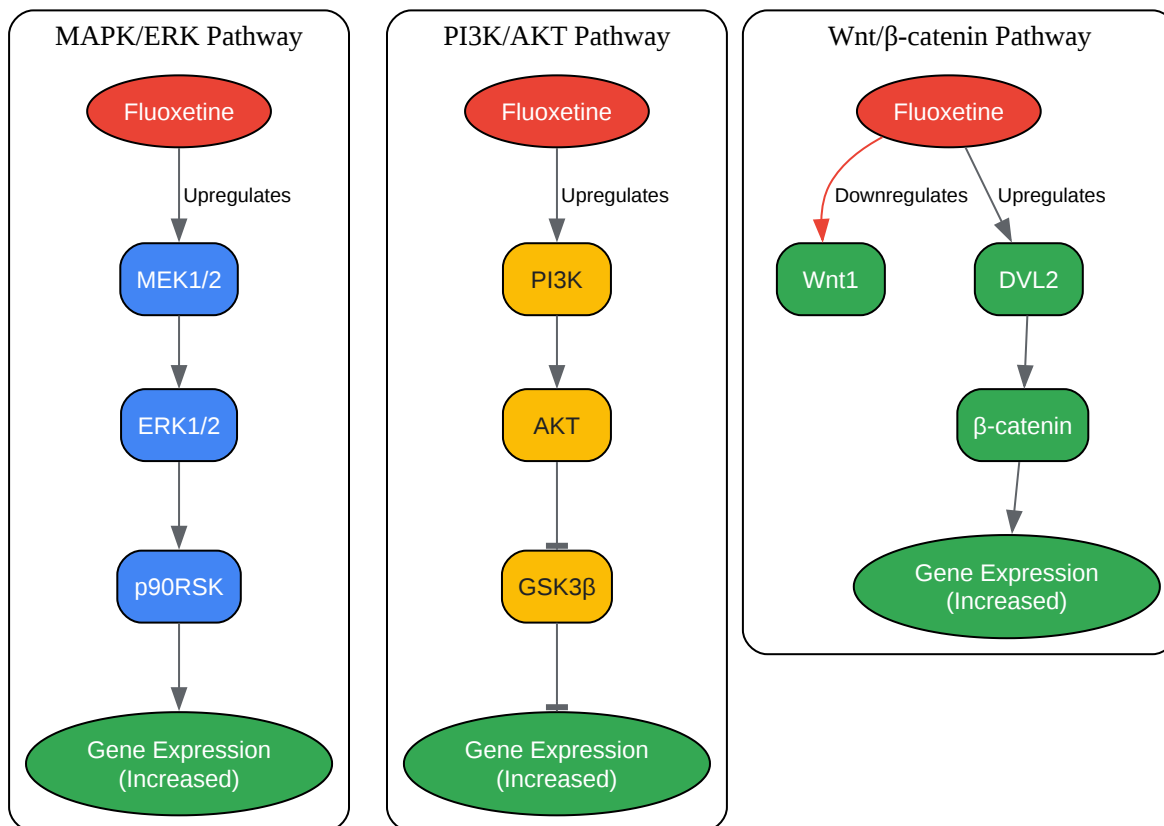 MAPK/ERK Pathway
Fluoxetine
Upregulates
MEK1/2
ERK1/2
p90RSK
Gene Expression
(Increased)
PI3K/AKT Pathway
Fluoxetine
Upregulates
PI3K
AKT
GSK3β
Gene Expression
(Increased)
Wnt/β-catenin Pathway
Fluoxetine
Downregulates
Upregulates
Wnt1
DVL2
β-catenin
Gene Expression
(Increased)